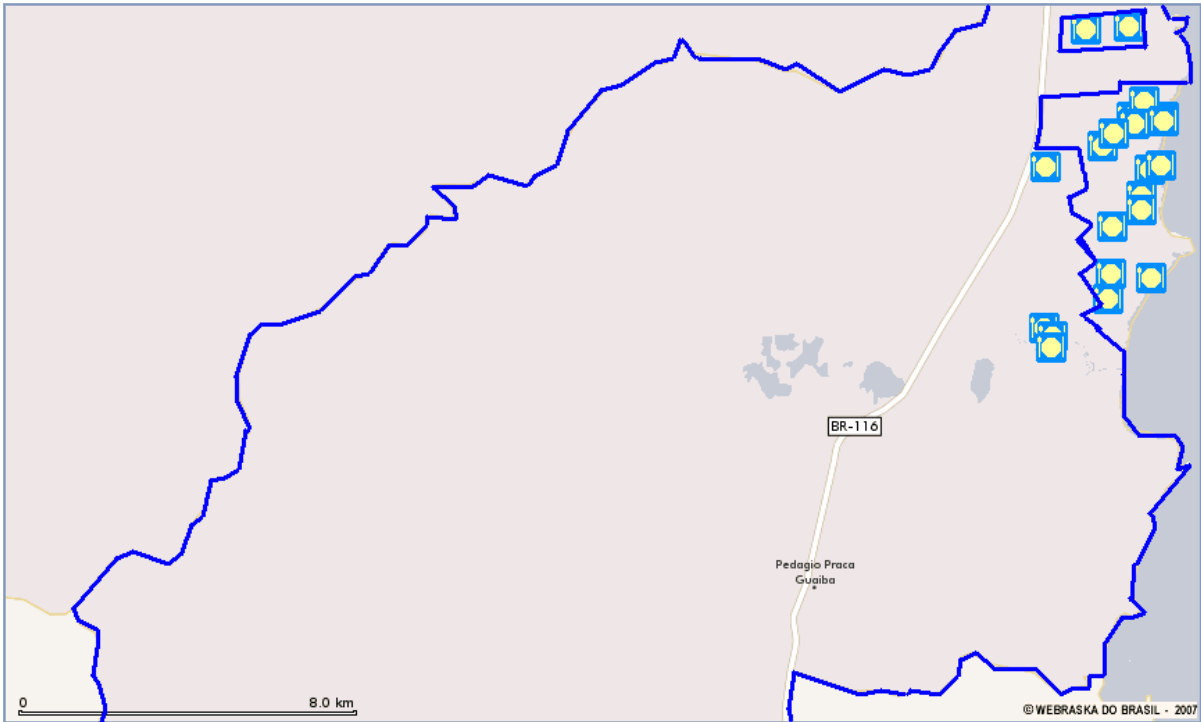 BR-116
Pedagio Praca
Guaiba
0 8.0 km
© WEBRASKA DO BRASIL - 2007